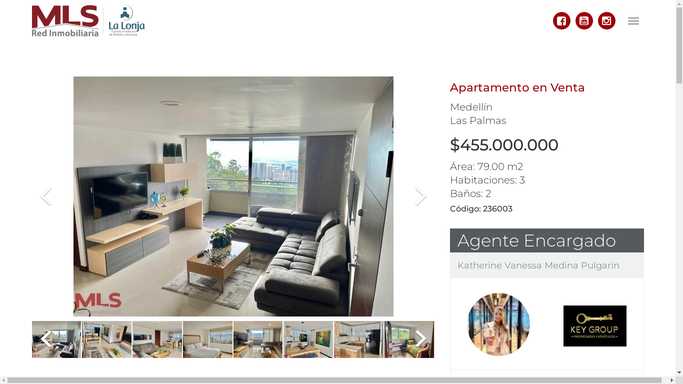 MLS
Red Inmobiliaria
La Lonja
Apartamento en Venta
Medellín
Las Palmas
$455.000.000
Área: 79.00 m2
Habitaciones: 3
Baños: 2
Código: 236003
Agente Encargado
Katherine Vanessa Medina Pulgarin
MLS
KEY GROUP